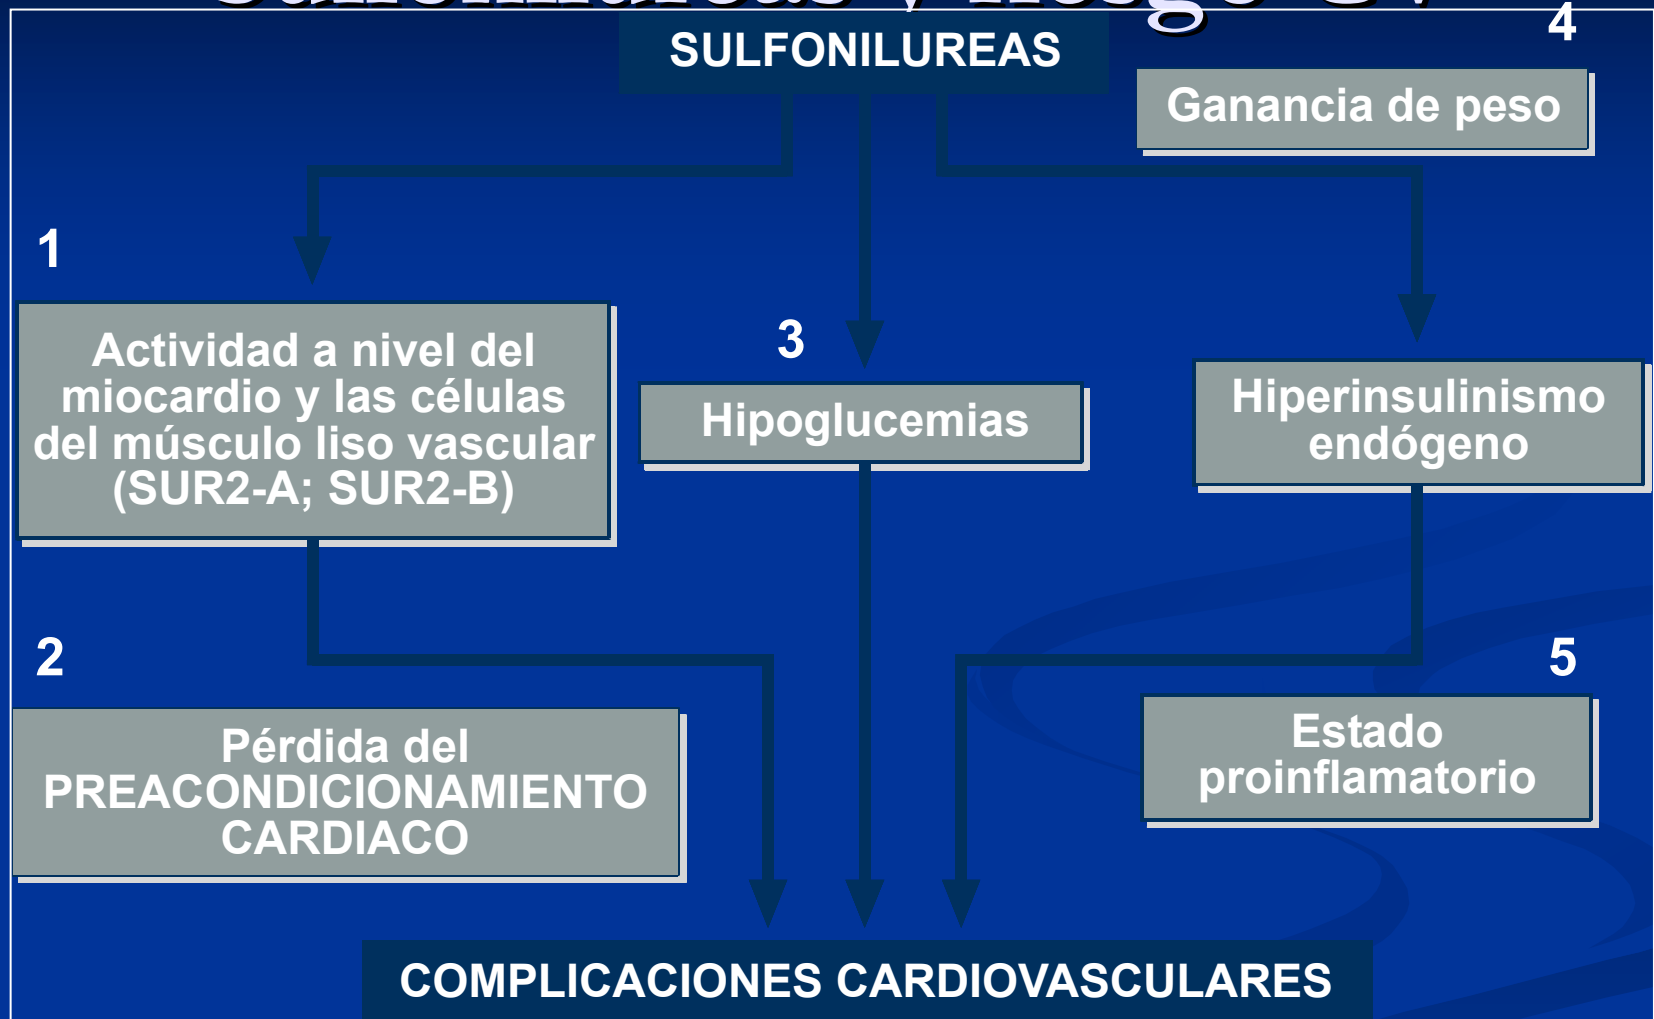 SULFONILUREAS
4
Ganancia de peso
1
Actividad a nivel del
miocardio y las células
del músculo liso vascular
(SUR2-A; SUR2-B)
3
Hipoglucemias
Hiperinsulinismo
endógeno
2
Pérdida del
PREACONDICIONAMIENTO
CARDIACO
5
Estado
proinflamatorio
COMPLICACIONES CARDIOVASCULARES